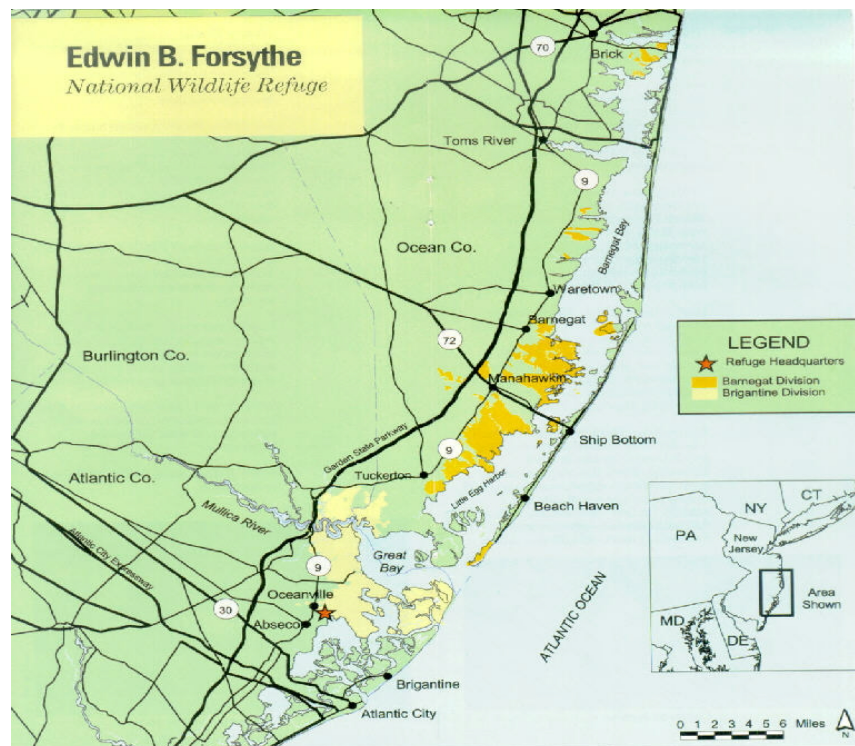 Edwin B. Forsythe
National Wildlife Refuge
70
Brick
Toms River
9
Barnegat Bay
Ocean Co.
Waretown
Barnegat
72
Burlington Co.
Manahawkin
LEGEND
Refuge Headquarters
Barnegat Division
Brigantine Division
Garden State Parkway
9
Ship Bottom
Atlantic Co.
Tuckerton
Little Egg Harbor
Mullica River
Beach Haven
Atlantic City Expressway
Great
Bay
9
Oceanville
30
Abseco
ATLANTIC OCEAN
Brigantine
Atlantic City
NY
CT
PA
New
Jersey
Area
Shown
MD
DE
0 1 2 3 4 5 6 Miles
N